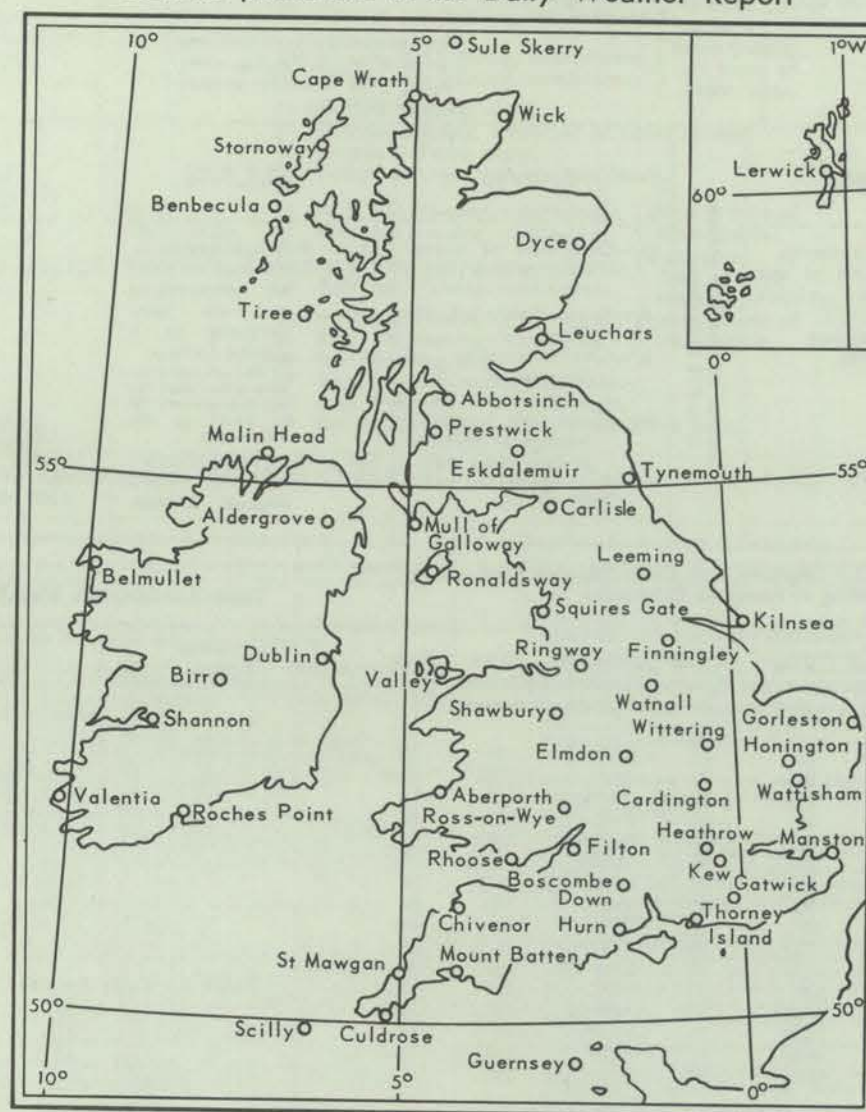 Daily Weather Report
10°
5°
Sule Skerry
1°W
Cape Wrath
Wick
Stornoway
Lerwick
60°
Benbecula
Dyce
Tiree
Leuchars
0°
Abbotsinch
Malin Head
Prestwick
Eskdalemuir
55°
Tynemouth
55°
Aldergrove
Carlisle
Mull of
Galloway
Leeming
Belmullet
Ronaldsway
Squires Gate
Kilnsea
Dublin
Ringway
Finningley
Birr
Valley
Watnall
Shannon
Shawbury
Wittering
Gorleston
Elmdon
Honington
Valentia
Aberporth
Cardington
Wattisham
Roches Point
Ross-on-Wye
Heathrow
Manston
Rhoose
Filton
Kew
Boscombe
Down
Gatwick
Chivenor
Hurn
Thorney
Island
St Mawgan
Mount Batten
50°
50°
Scilly
Culdrose
Guernsey
10°
5°
0°